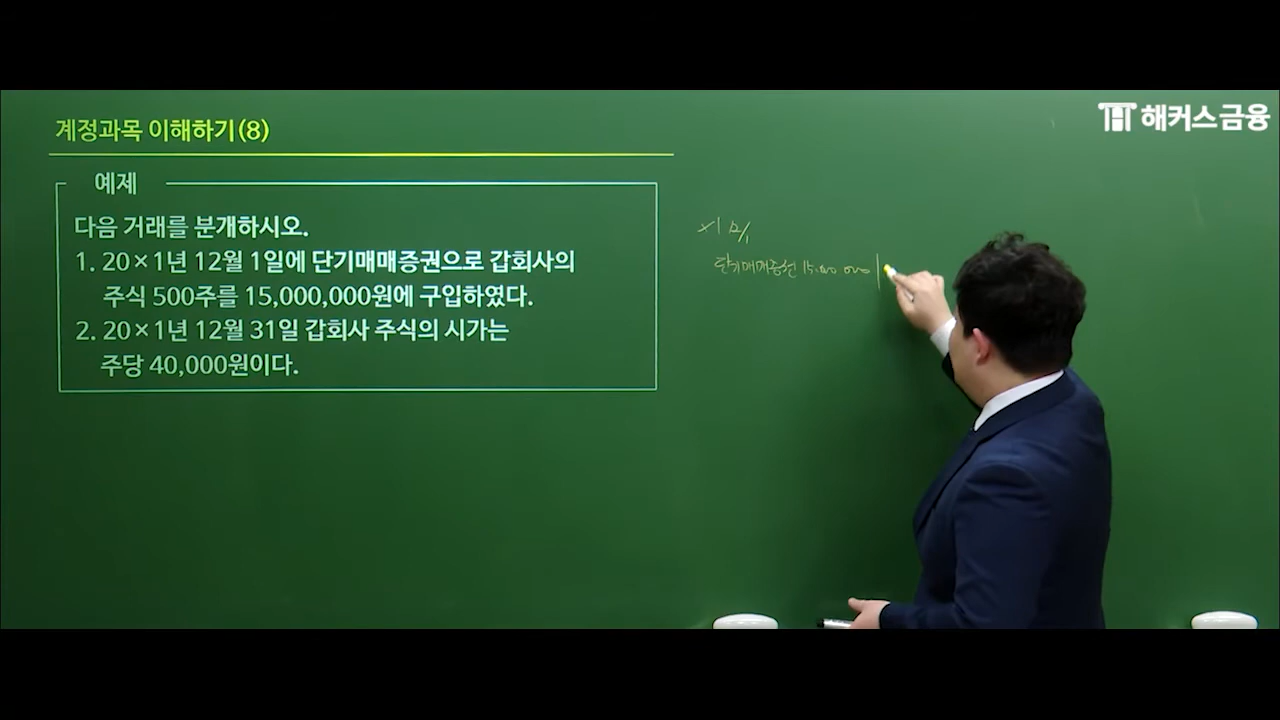 계정과목 이해하기(8)
해커스금융
예제
다음 거래를 분개하시오.
1. 20×1년 12월 1일에 단기매매증권으로 갑회사의
주식 500주를 15,000,000원에 구입하였다.
2. 20×1년 12월 31일 갑회사 주식의 시가는
주당 40,000원이다.
단기매매증권 15,000,000